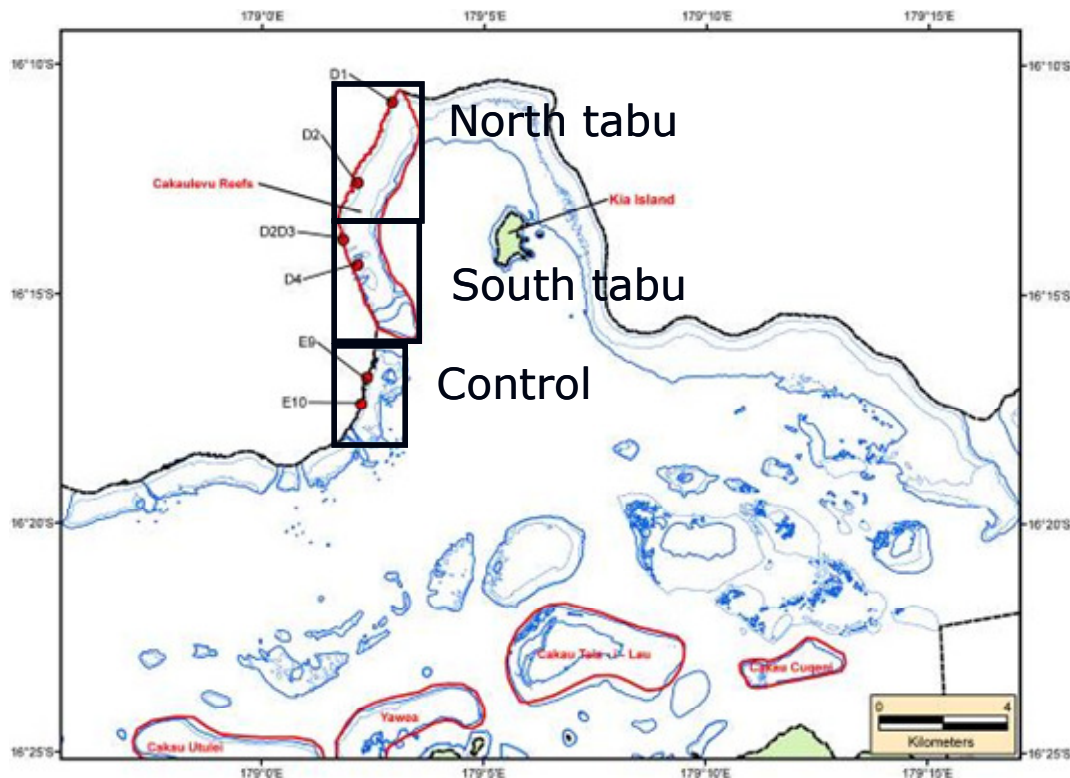 179°0'E
179°5'E
179°10'E
179°15'E
16°10'S
16°10'S
D1
North tabu
D2
Cakaulevu Reefs
Kia Island
D2D3
D4
South tabu
16°15'S
16°15'S
E9
Control
E10
16°20'S
16°20'S
Cakau Tala-i-Lau
Cakau Cuqeni
Yawea
Cakau Utulei
0 4
Kilometers
16°25'S
16°25'S
179°0'E
179°5'E
179°10'E
179°15'E